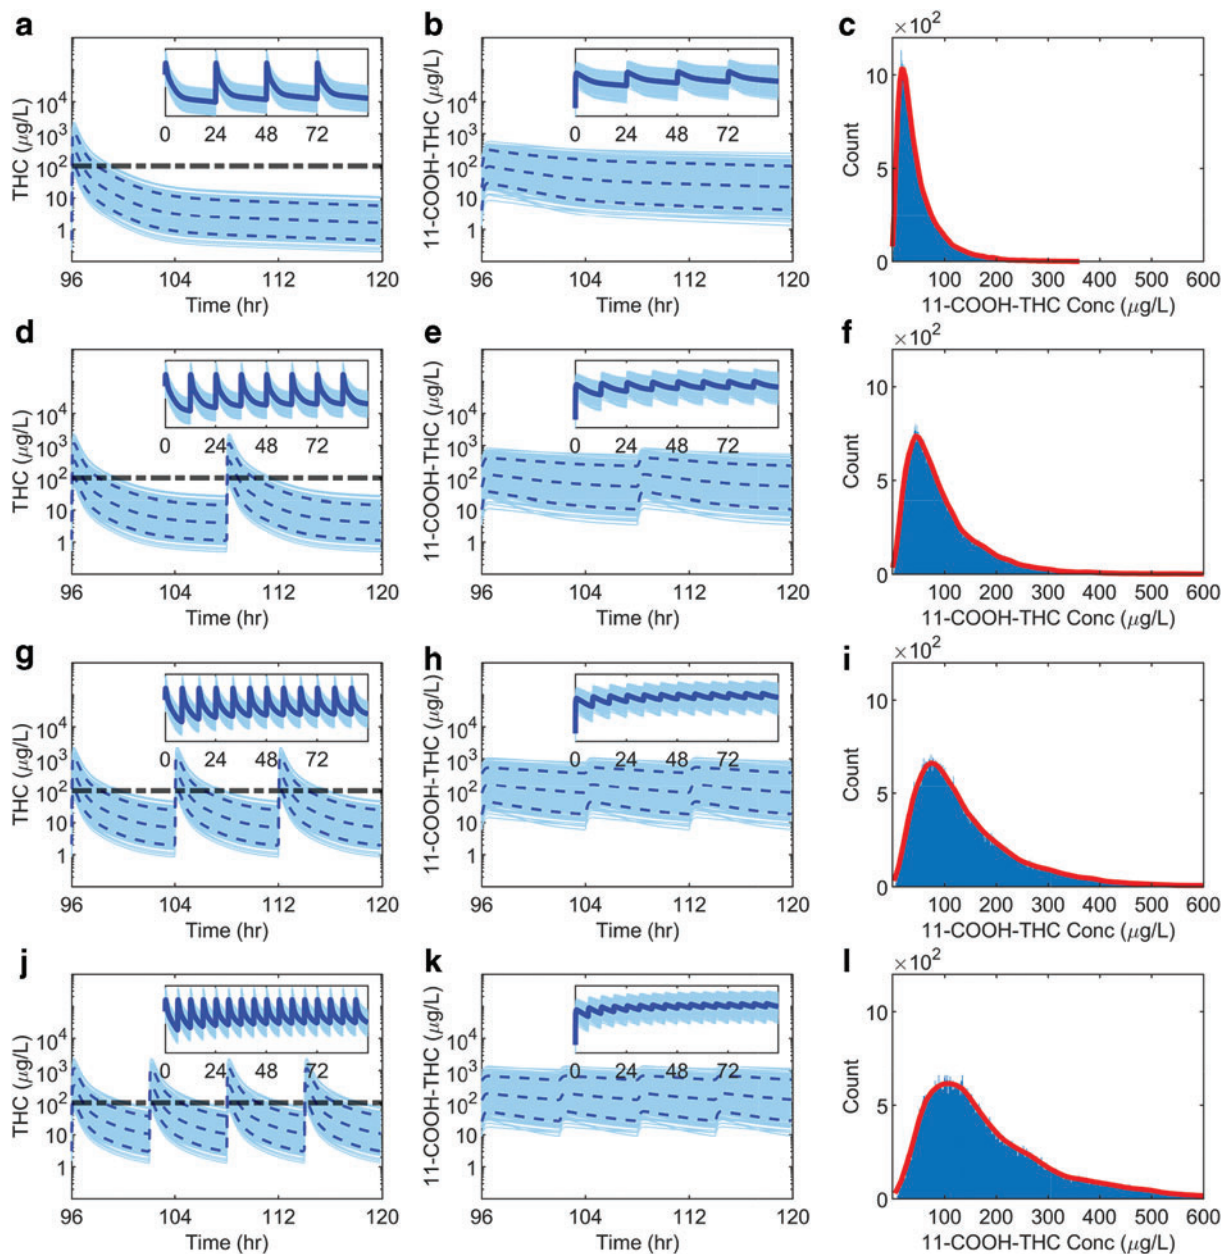 a
THC (µg/L)
10⁴
10³
10²
10
1
0 24 48 72
96 104 112 120
Time (hr)
b
11-COOH-THC (µg/L)
10⁴
10³
10²
10
1
0 24 48 72
96 104 112 120
Time (hr)
c
×10²
Count
10
5
0
100 200 300 400 500 600
11-COOH-THC Conc (µg/L)
d
THC (µg/L)
10⁴
10³
10²
10
1
0 24 48 72
96 104 112 120
Time (hr)
e
11-COOH-THC (µg/L)
10⁴
10³
10²
10
1
0 24 48 72
96 104 112 120
Time (hr)
f
×10²
Count
10
5
0
100 200 300 400 500 600
11-COOH-THC Conc (µg/L)
g
THC (µg/L)
10⁴
10³
10²
10
1
0 24 48 72
96 104 112 120
Time (hr)
h
11-COOH-THC (µg/L)
10⁴
10³
10²
10
1
0 24 48 72
96 104 112 120
Time (hr)
i
×10²
Count
10
5
0
100 200 300 400 500 600
11-COOH-THC Conc (µg/L)
j
THC (µg/L)
10⁴
10³
10²
10
1
0 24 48 72
96 104 112 120
Time (hr)
k
11-COOH-THC (µg/L)
10⁴
10³
10²
10
1
0 24 48 72
96 104 112 120
Time (hr)
l
×10²
Count
10
5
0
100 200 300 400 500 600
11-COOH-THC Conc (µg/L)